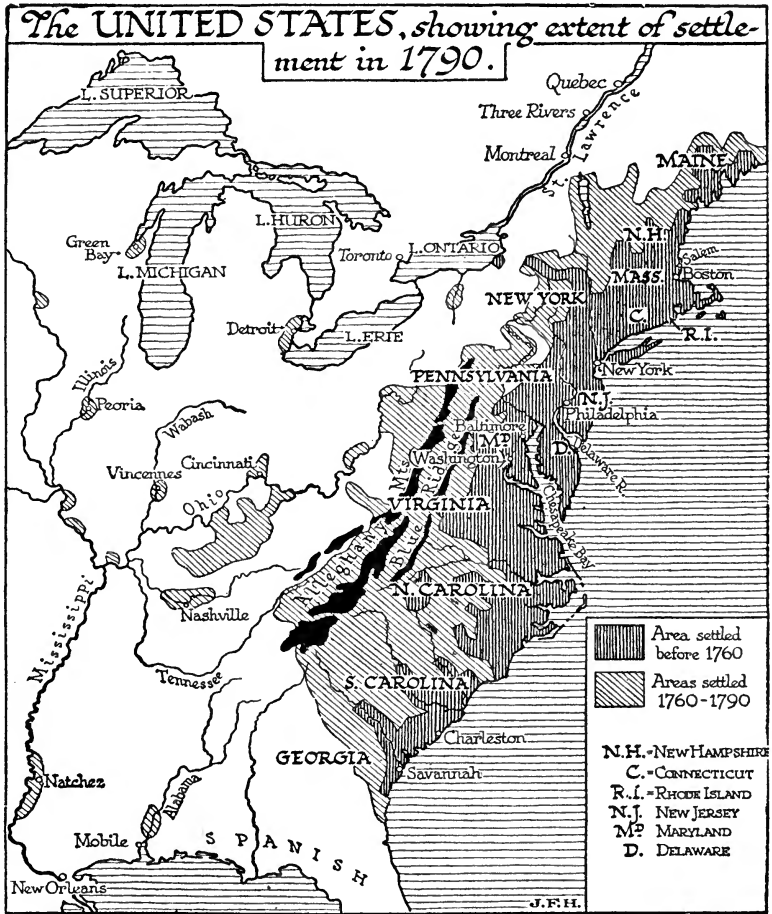 The UNITED STATES, showing extent of settle-
ment in 1790.
Quebec
Three Rivers
Montreal
St. Lawrence
L. SUPERIOR
MAINE
L. HURON
N.H.
Green
Bay
Toronto
L. ONTARIO
Salem
L. MICHIGAN
MASS.
Boston
NEW YORK
C.
Detroit
L. ERIE
R.I.
Illinois
PENNSYLVANIA
New York
Peoria
N.J.
Philadelphia
Wabash
Baltimore
MD
D.
Delaware R.
Washington
Vincennes
Cincinnati
Ohio
VIRGINIA
Chesapeake Bay
Alleghany Mts.
Blue Ridge
N. CAROLINA
Nashville
Mississippi
Tennessee
S. CAROLINA
Charleston
GEORGIA
Savannah
Natchez
Alabama
Mobile
SPANISH
New Orleans
Area settled
before 1760
Areas settled
1760-1790
N.H.=NEW HAMPSHIRE
C.=CONNECTICUT
R.I.=RHODE ISLAND
N.J. NEW JERSEY
MD MARYLAND
D. DELAWARE
J.F.H.